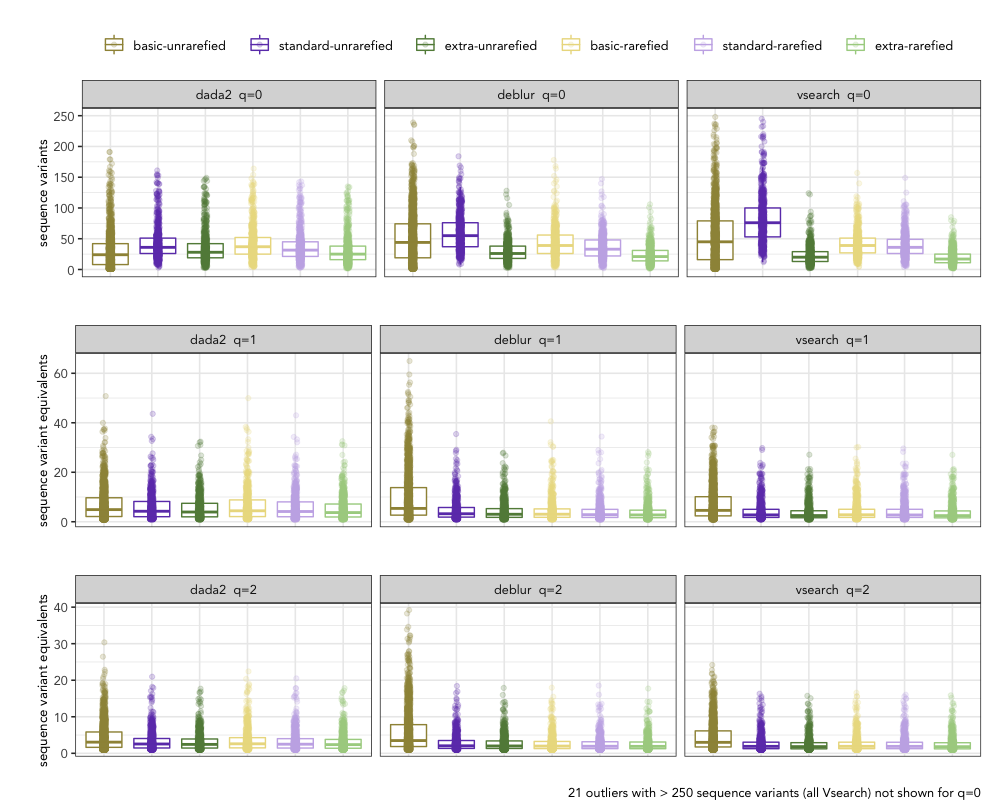 basic-unrarefied standard-unrarefied extra-unrarefied basic-rarefied standard-rarefied extra-rarefied
dada2 q=0 deblur q=0 vsearch q=0
sequence variants
250
200
150
100
50
0
dada2 q=1 deblur q=1 vsearch q=1
sequence variant equivalents
60
40
20
0
dada2 q=2 deblur q=2 vsearch q=2
sequence variant equivalents
40
30
20
10
0
21 outliers with > 250 sequence variants (all Vsearch) not shown for q=0